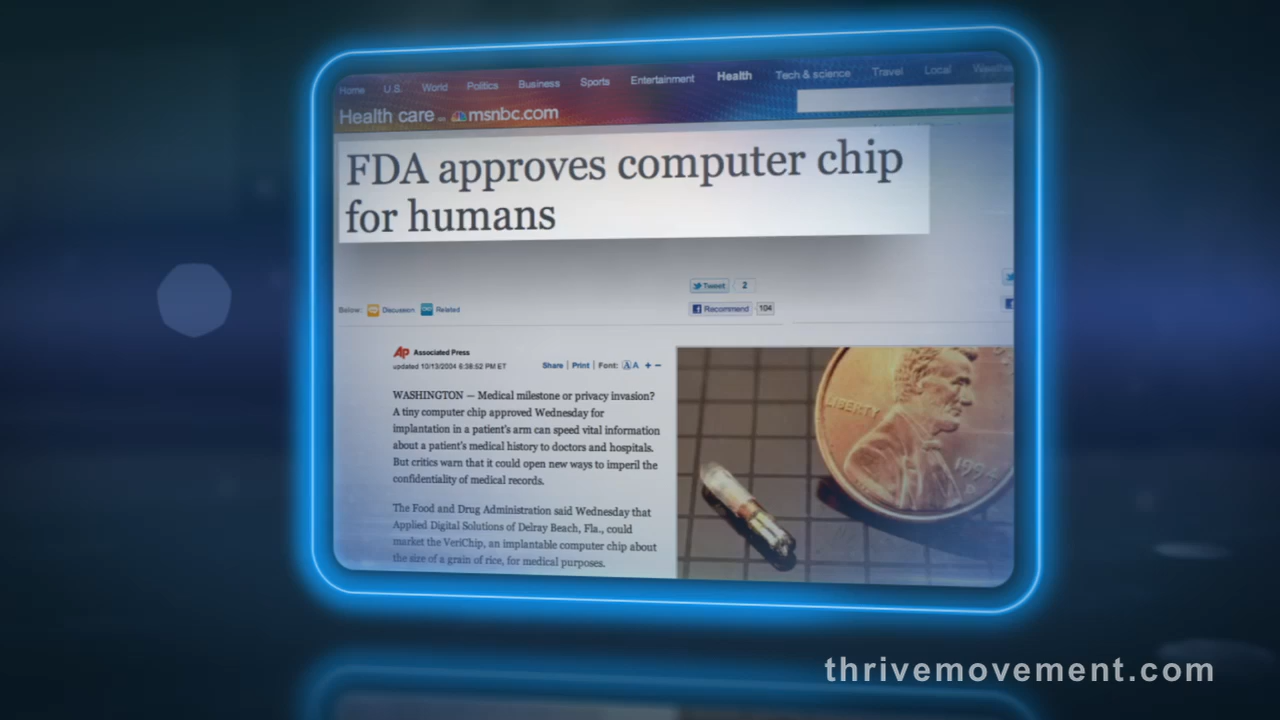 Home U.S. World Politics Business Sports Entertainment Health Tech & science Travel Local
Health care on msnbc.com
FDA approves computer chip
for humans
Tweet 2
Below: Discussion Related
Recommend 104
AP Associated Press
updated 10/13/2004 6:38:52 PM ET
Share | Print | Font: A A + −
WASHINGTON — Medical milestone or privacy invasion?
A tiny computer chip approved Wednesday for
implantation in a patient's arm can speed vital information
about a patient's medical history to doctors and hospitals.
But critics warn that it could open new ways to imperil the
confidentiality of medical records.
The Food and Drug Administration said Wednesday that
Applied Digital Solutions of Delray Beach, Fla., could
market the VeriChip, an implantable computer chip about
the size of a grain of rice, for medical purposes.
LIBERTY
1994
thrivemovement.com